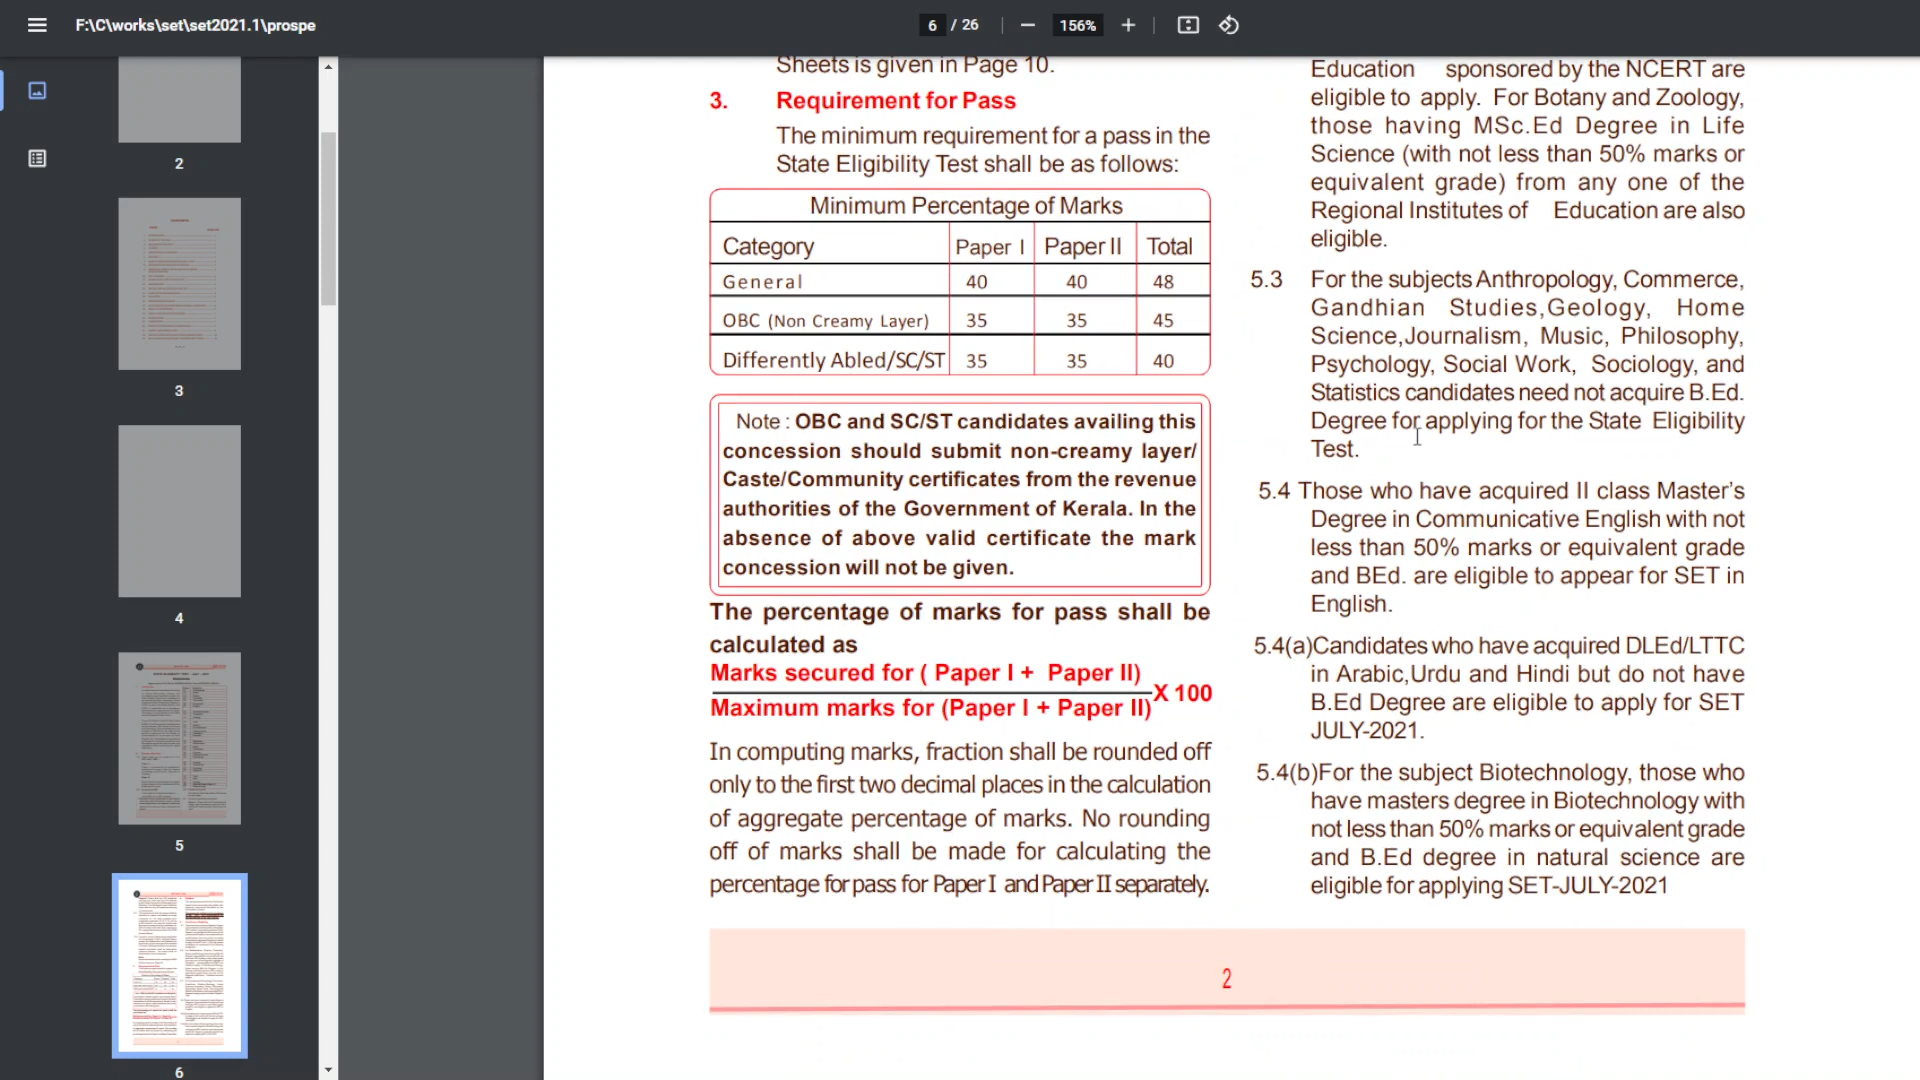 F:\C\works\set\set2021.1\prospe
6 / 26
156%
2
3
4
5
6
Sheets is given in Page 10.
3. Requirement for Pass
The minimum requirement for a pass in the
State Eligibility Test shall be as follows:
Minimum Percentage of Marks
Category Paper I Paper II Total
General 40 40 48
OBC (Non Creamy Layer) 35 35 45
Differently Abled/SC/ST 35 35 40
Note : OBC and SC/ST candidates availing this
concession should submit non-creamy layer/
Caste/Community certificates from the revenue
authorities of the Government of Kerala. In the
absence of above valid certificate the mark
concession will not be given.
The percentage of marks for pass shall be
calculated as
Marks secured for ( Paper I + Paper II)
Maximum marks for (Paper I + Paper II) X 100
In computing marks, fraction shall be rounded off
only to the first two decimal places in the calculation
of aggregate percentage of marks. No rounding
off of marks shall be made for calculating the
percentage for pass for Paper I and Paper II separately.
Education sponsored by the NCERT are
eligible to apply. For Botany and Zoology,
those having MSc.Ed Degree in Life
Science (with not less than 50% marks or
equivalent grade) from any one of the
Regional Institutes of Education are also
eligible.
5.3 For the subjects Anthropology, Commerce,
Gandhian Studies,Geology, Home
Science,Journalism, Music, Philosophy,
Psychology, Social Work, Sociology, and
Statistics candidates need not acquire B.Ed.
Degree for applying for the State Eligibility
Test.
5.4 Those who have acquired II class Master's
Degree in Communicative English with not
less than 50% marks or equivalent grade
and BEd. are eligible to appear for SET in
English.
5.4(a)Candidates who have acquired DLEd/LTTC
in Arabic,Urdu and Hindi but do not have
B.Ed Degree are eligible to apply for SET
JULY-2021.
5.4(b)For the subject Biotechnology, those who
have masters degree in Biotechnology with
not less than 50% marks or equivalent grade
and B.Ed degree in natural science are
eligible for applying SET-JULY-2021
2